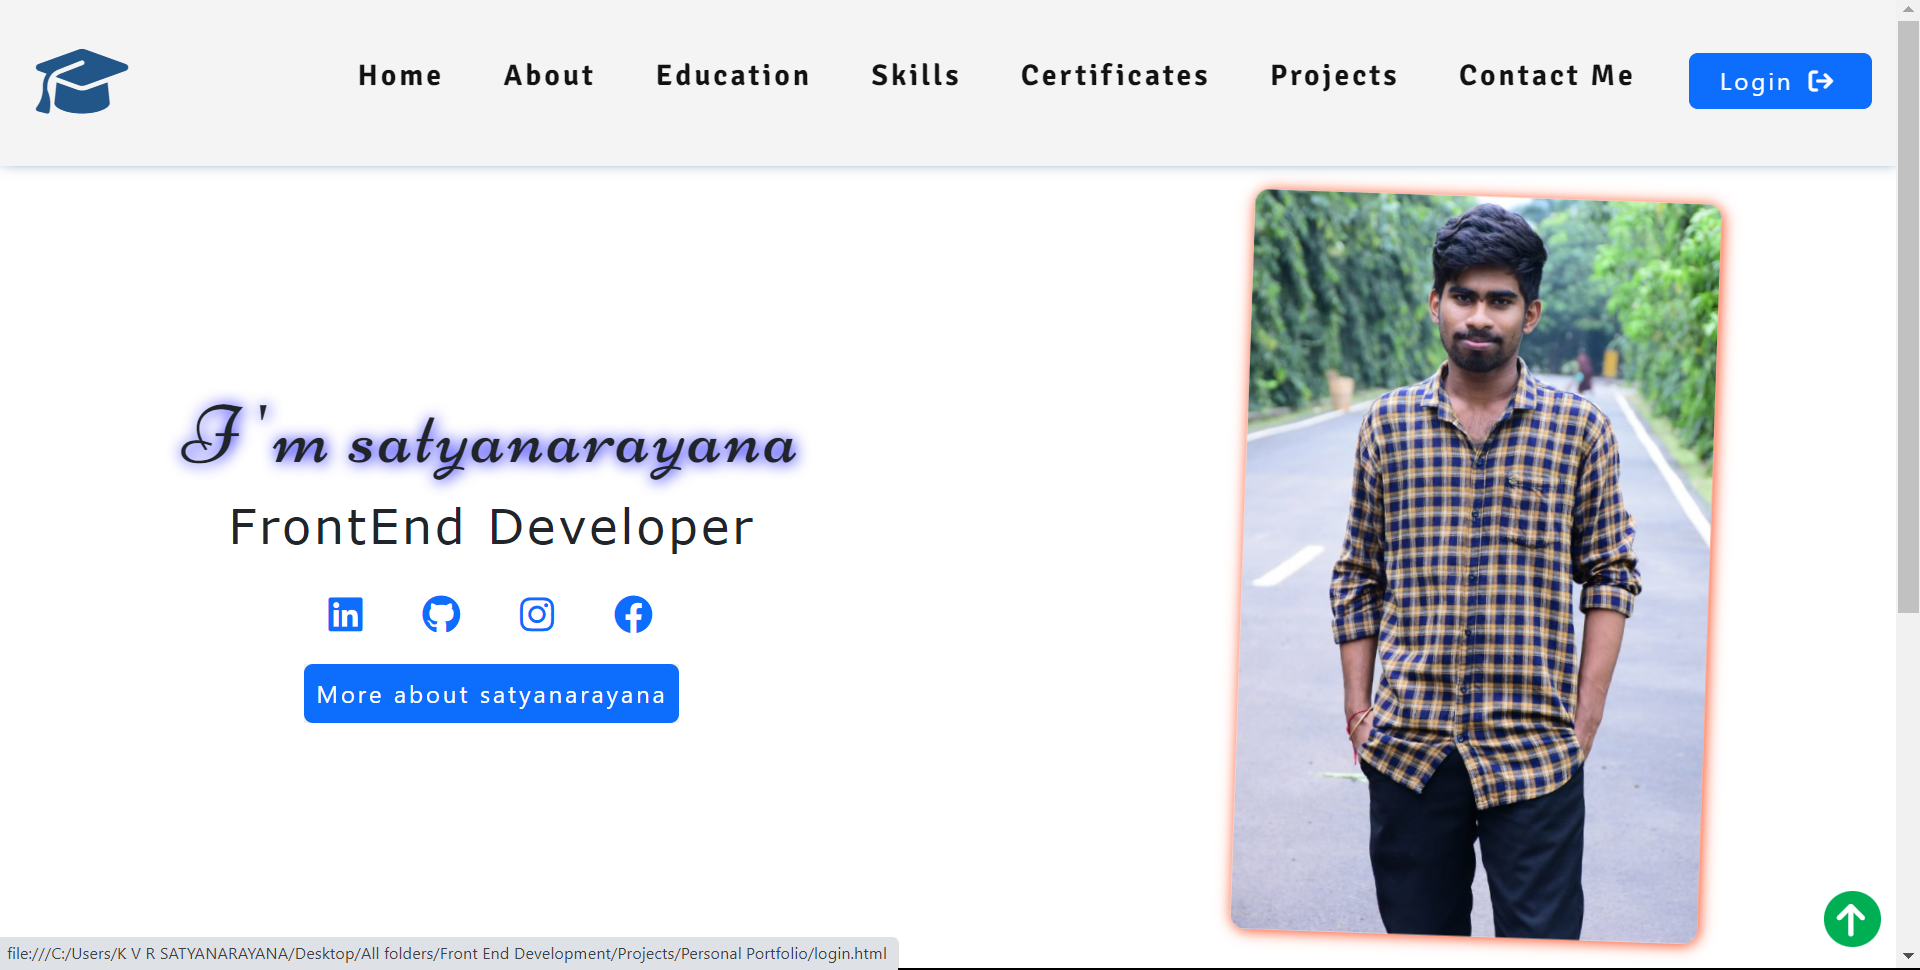 Home About Education Skills Certificates Projects Contact Me Login
I'm satyanarayana
FrontEnd Developer
in
More about satyanarayana
file:///C:/Users/K V R SATYANARAYANA/Desktop/All folders/Front End Development/Projects/Personal Portfolio/login.html